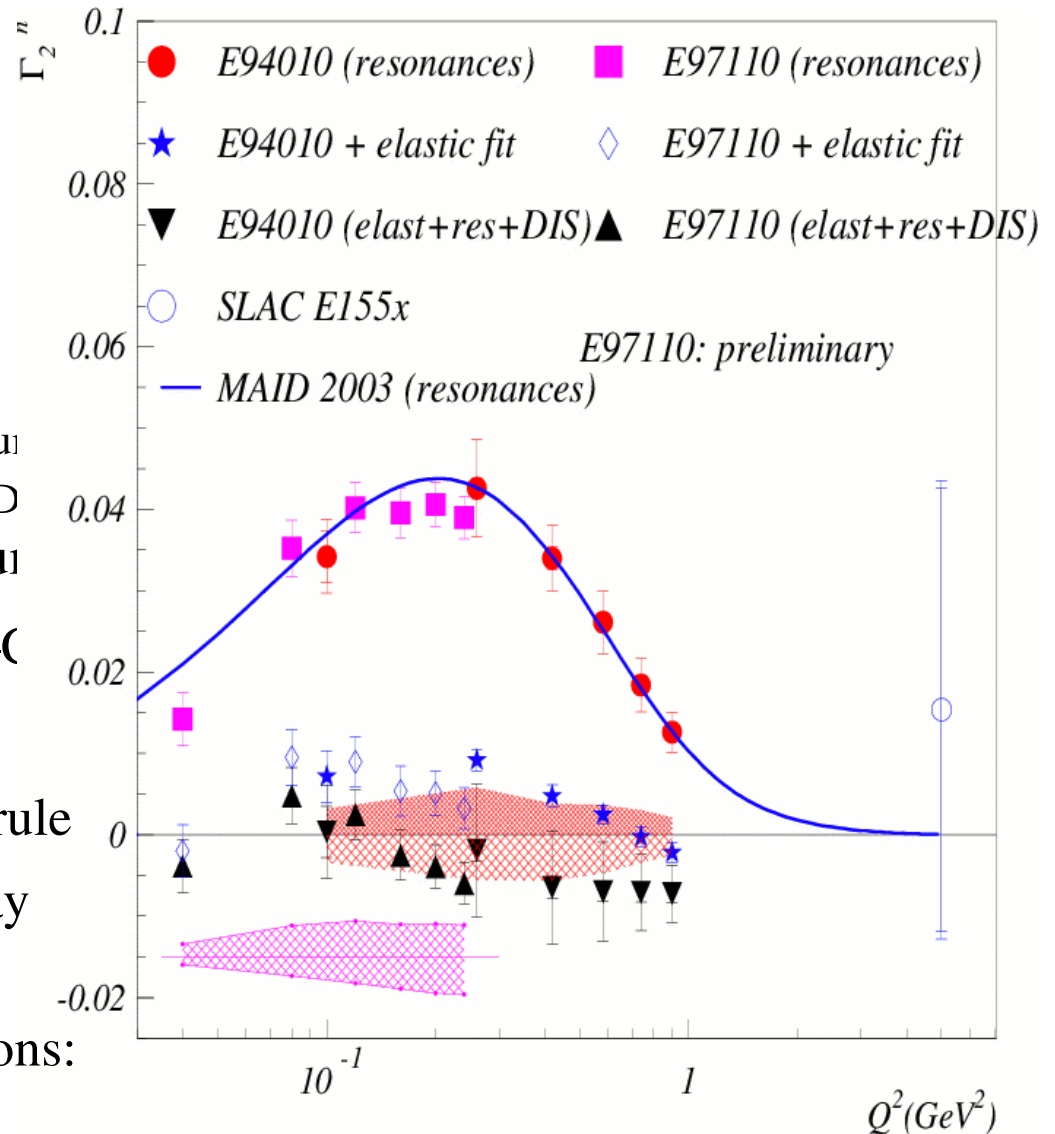 0.1
Γ2n
E94010 (resonances) E97110 (resonances)
E94010 + elastic fit E97110 + elastic fit
0.08
E94010 (elast+res+DIS) E97110 (elast+res+DIS)
SLAC E155x
0.06
E97110: preliminary
MAID 2003 (resonances)
0.04
0.02
rule
0
-0.02
ons:
10-1 1
Q2(GeV2)